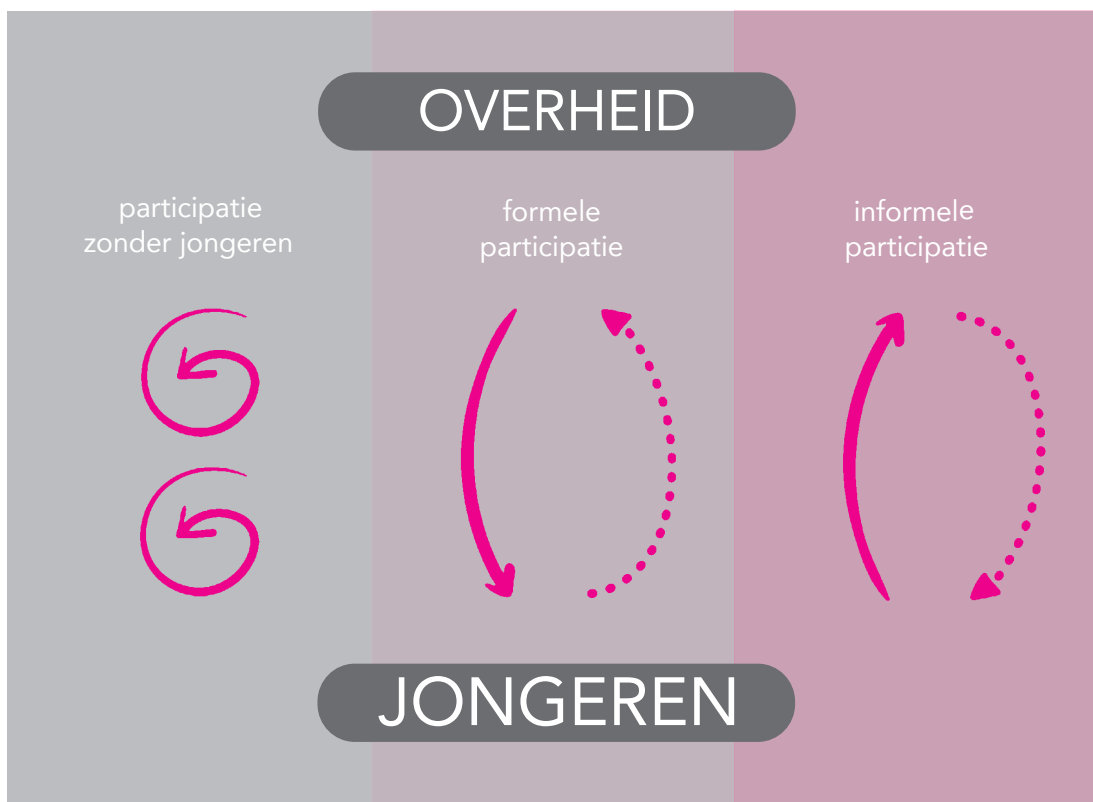 OVERHEID
participatie
zonder jongeren
formele
participatie
informele
participatie
JONGEREN